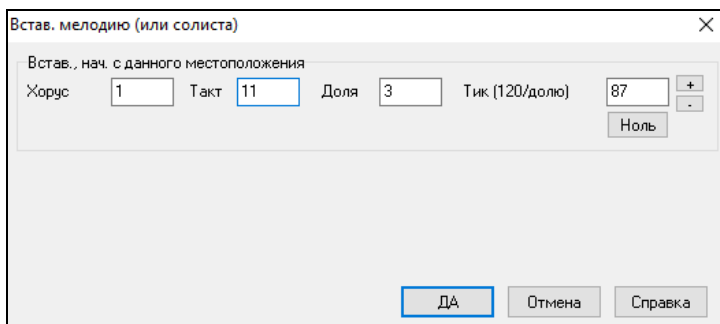 Встав. мелодию (или солиста)
Встав., нач. с данного местоположения
Хорус 1 Такт 11 Доля 3 Тик (120/долю) 87 + -
Ноль
ДА Отмена Справка